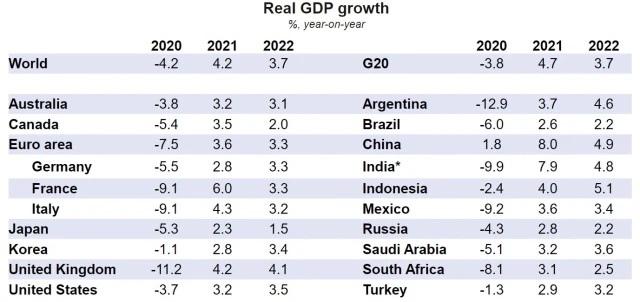 Real GDP growth
%, year-on-year
2020 2021 2022 2020 2021 2022
World -4.2 4.2 3.7 G20 -3.8 4.7 3.7
Australia -3.8 3.2 3.1 Argentina -12.9 3.7 4.6
Canada -5.4 3.5 2.0 Brazil -6.0 2.6 2.2
Euro area -7.5 3.6 3.3 China 1.8 8.0 4.9
Germany -5.5 2.8 3.3 India* -9.9 7.9 4.8
France -9.1 6.0 3.3 Indonesia -2.4 4.0 5.1
Italy -9.1 4.3 3.2 Mexico -9.2 3.6 3.4
Japan -5.3 2.3 1.5 Russia -4.3 2.8 2.2
Korea -1.1 2.8 3.4 Saudi Arabia -5.1 3.2 3.6
United Kingdom -11.2 4.2 4.1 South Africa -8.1 3.1 2.5
United States -3.7 3.2 3.5 Turkey -1.3 2.9 3.2